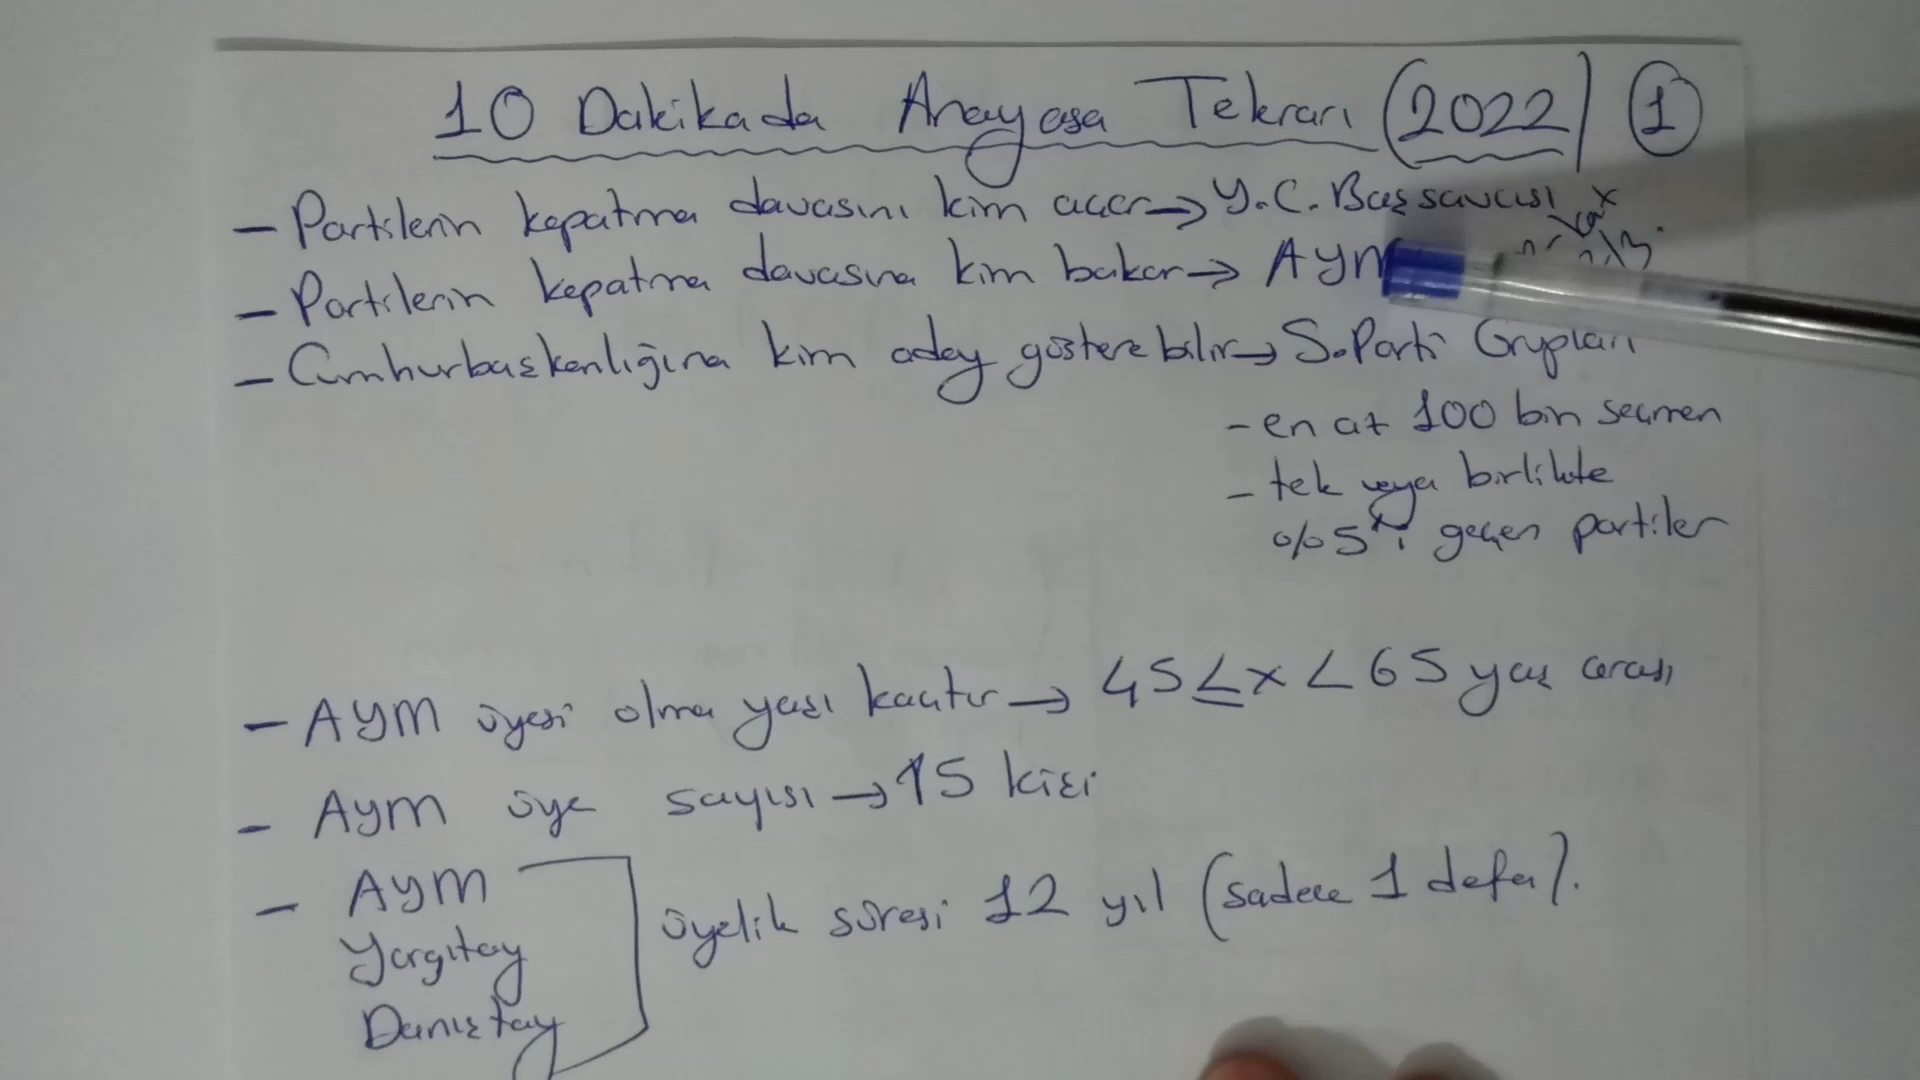 10 Dakikada Anayasa Tekrarı (2022) 1
- Partilerin kapatma davasını kim açar → Y.C. Başsavcısı
- Partilerin kapatma davasına kim bakar → AYM
- Cumhurbaşkanlığına kim aday gösterebilir → S.Parti Grupları
- en az 100 bin seçmen
- tek veya birlikte
%5'i geçen partiler
- AYM üyesi olma yaşı kaçtır → 45 ≤ x < 65 yaş arası
- AYM üye sayısı → 15 kişi
- AYM
Yargıtay
Danıştay
üyelik süresi 12 yıl (sadece 1 defa).